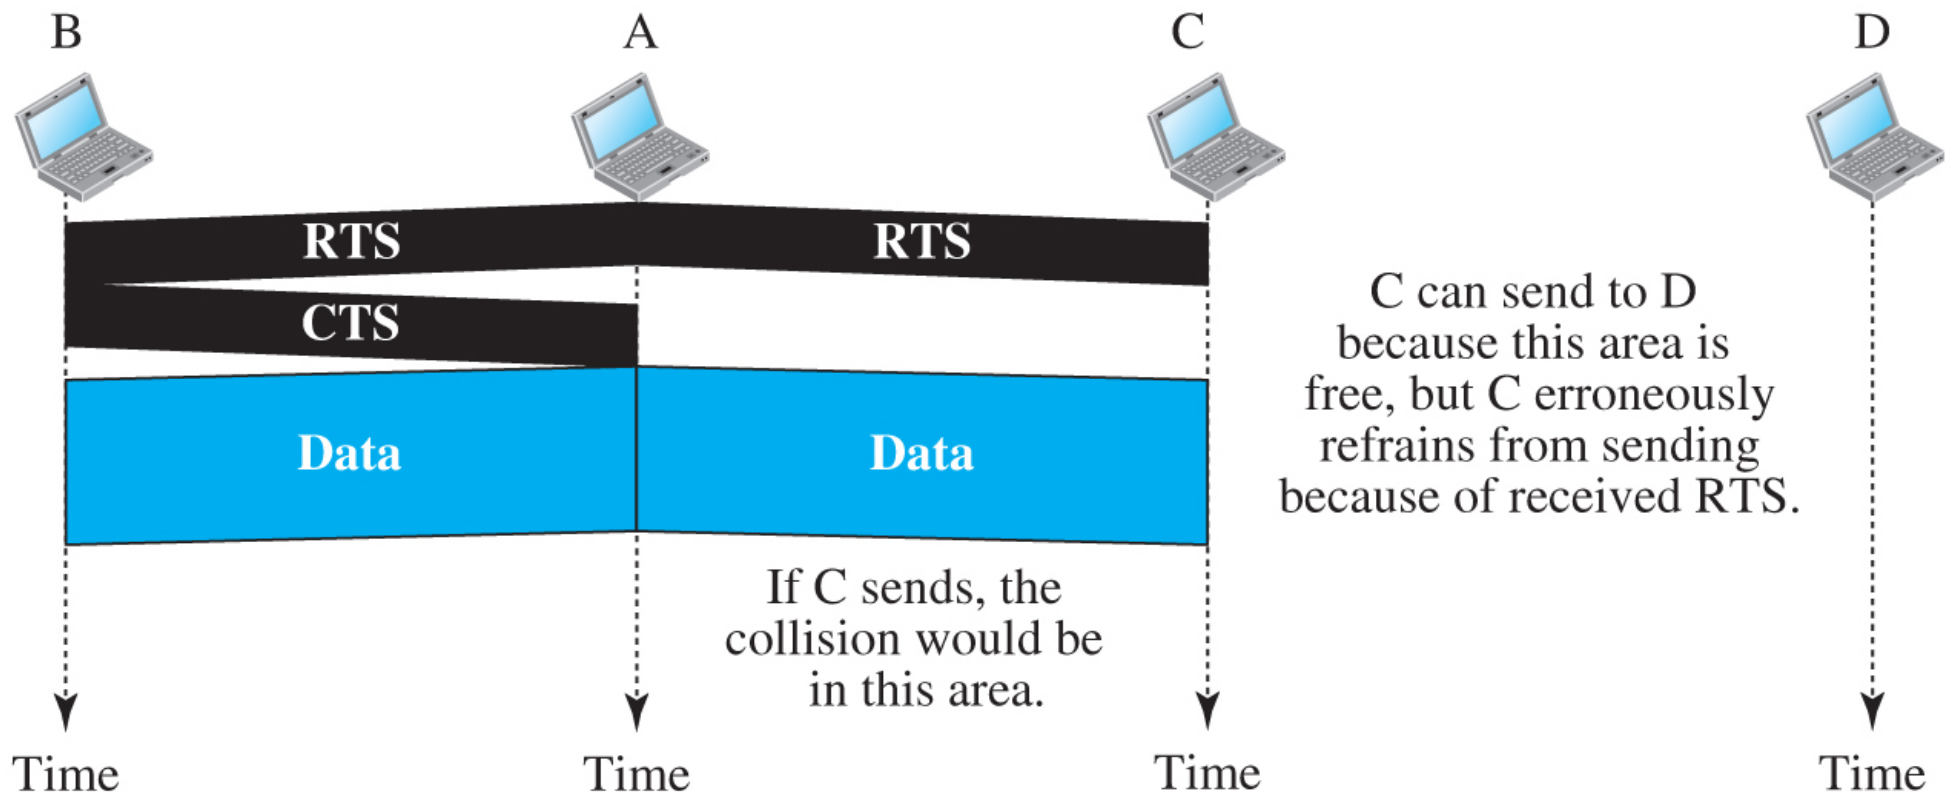 B
A
C
D
RTS
RTS
CTS
Data
Data
C can send to D
because this area is
free, but C erroneously
refrains from sending
because of received RTS.
If C sends, the
collision would be
in this area.
Time
Time
Time
Time